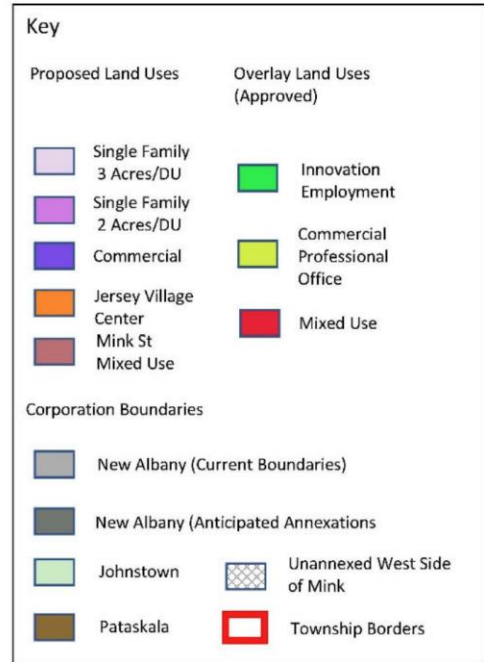 Key
Proposed Land Uses
Single Family
3 Acres/DU
Single Family
2 Acres/DU
Commercial
Jersey Village
Center
Mink St
Mixed Use
Overlay Land Uses
(Approved)
Innovation
Employment
Commercial
Professional
Office
Mixed Use
Corporation Boundaries
New Albany (Current Boundaries)
New Albany (Anticipated Annexations
Johnstown
Pataskala
Unannexed West Side
of Mink
Township Borders